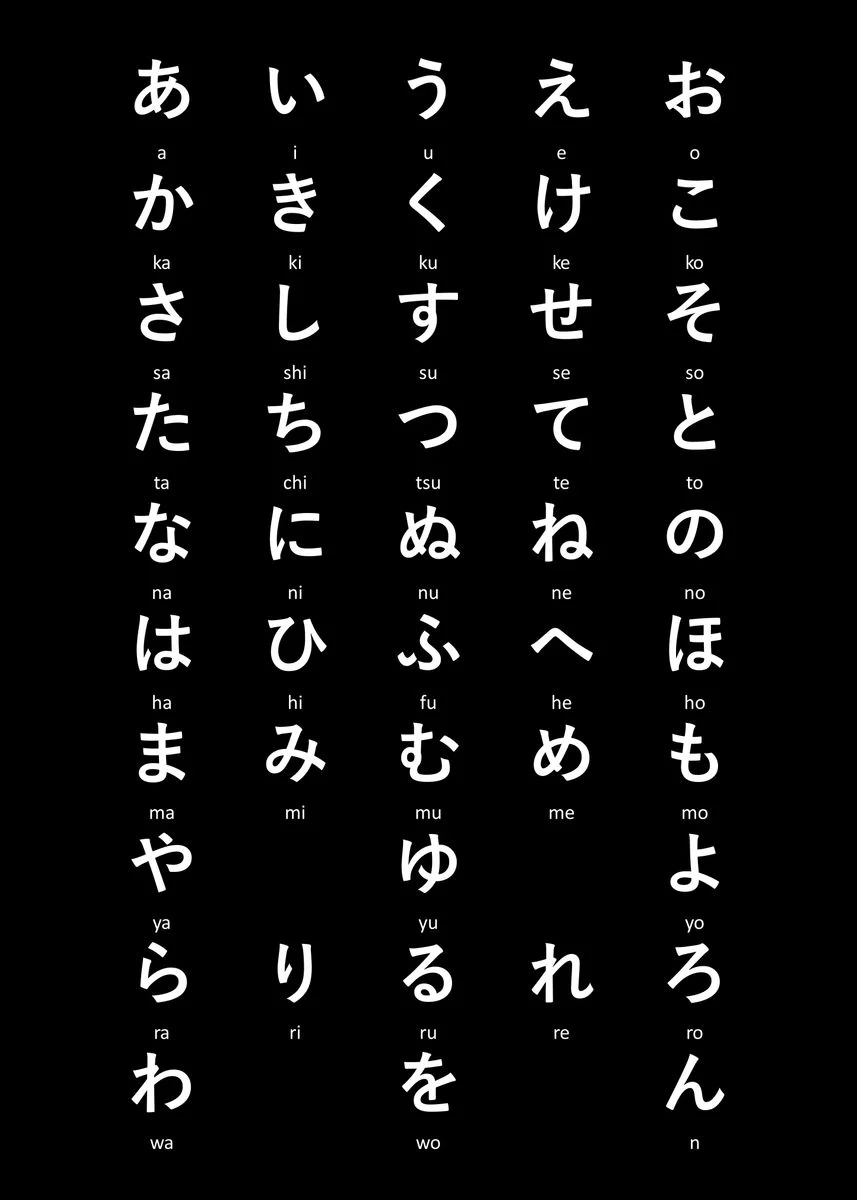 あ い う え お
a i u e o
か き く け こ
ka ki ku ke ko
さ し す せ そ
sa shi su se so
た ち つ て と
ta chi tsu te to
な に ぬ ね の
na ni nu ne no
は ひ ふ へ ほ
ha hi fu he ho
ま み む め も
ma mi mu me mo
や ゆ よ
ya yu yo
ら り る れ ろ
ra ri ru re ro
わ を ん
wa wo n